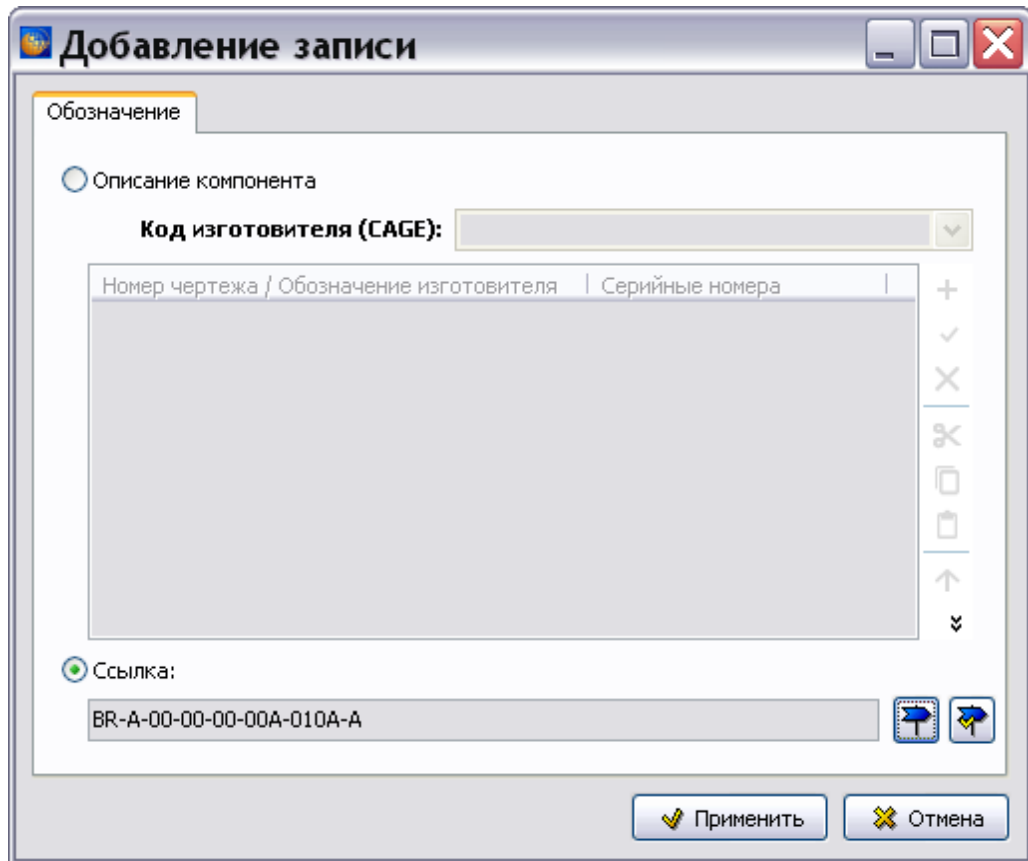 Добавление записи
Обозначение
Описание компонента
Код изготовителя (CAGE):
Номер чертежа / Обозначение изготовителя Серийные номера
Ссылка:
BR-A-00-00-00-00A-010A-A
Применить Отмена